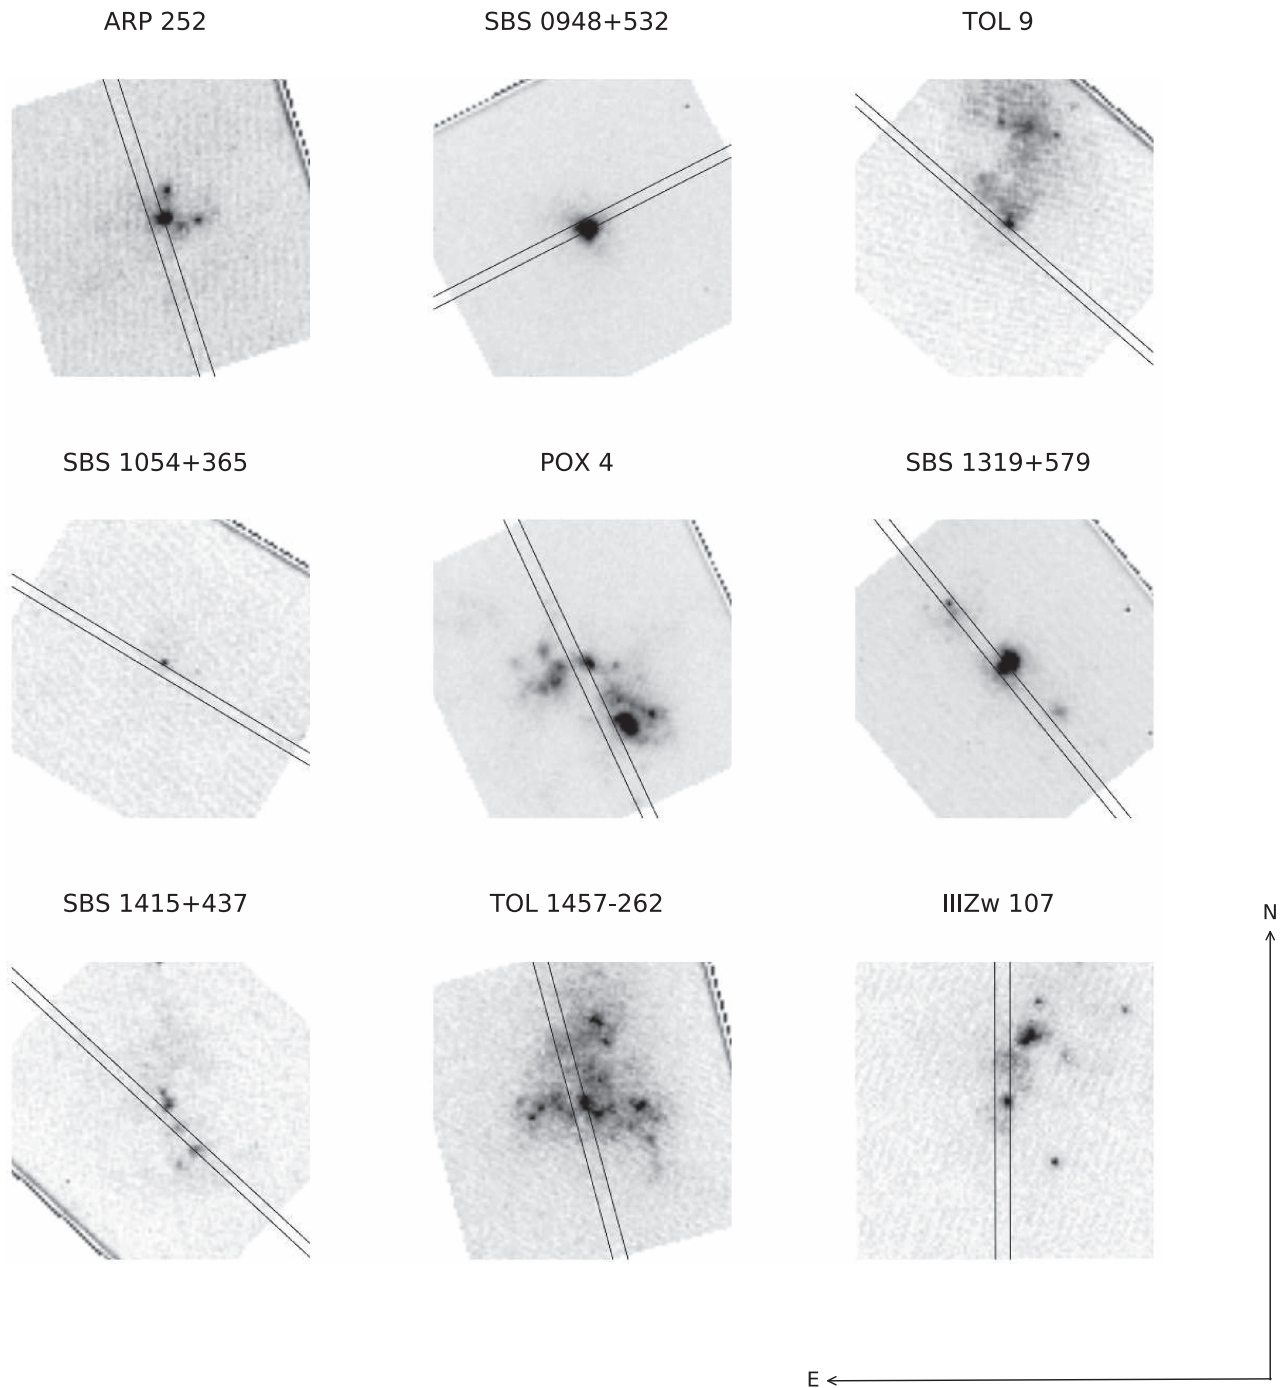 ARP 252
SBS 0948+532
TOL 9
SBS 1054+365
POX 4
SBS 1319+579
SBS 1415+437
TOL 1457-262
IIIZw 107
N
E